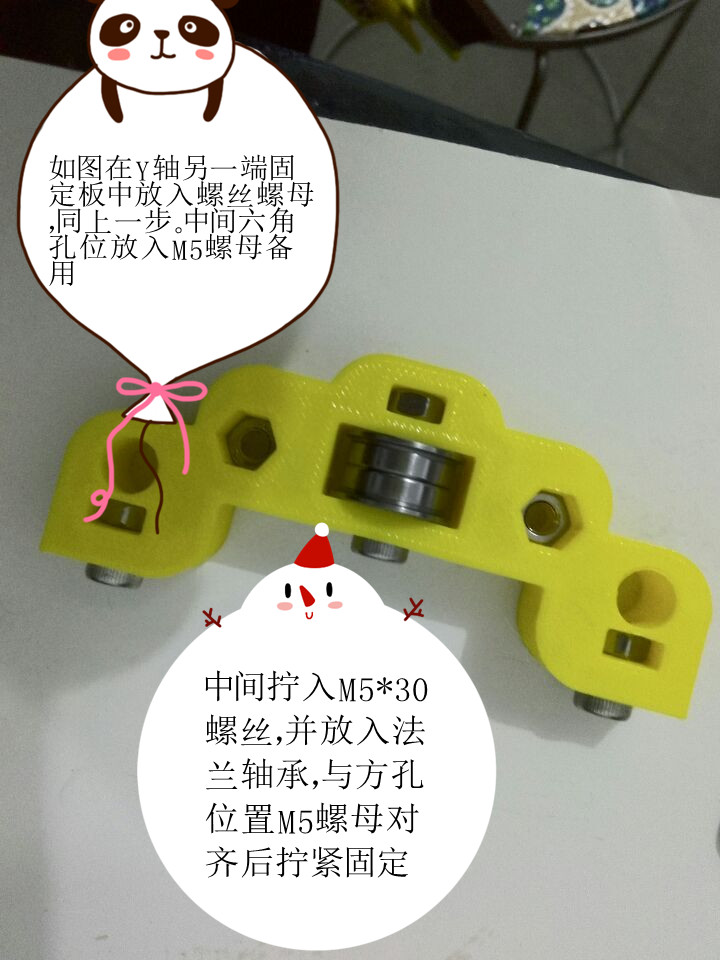 如图在Y轴另一端固
定板中放入螺丝螺母
,同上一步。中间六角
孔位放入M5螺母备
用
中间拧入M5*30
螺丝,并放入法
兰轴承,与方孔
位置M5螺母对
齐后拧紧固定